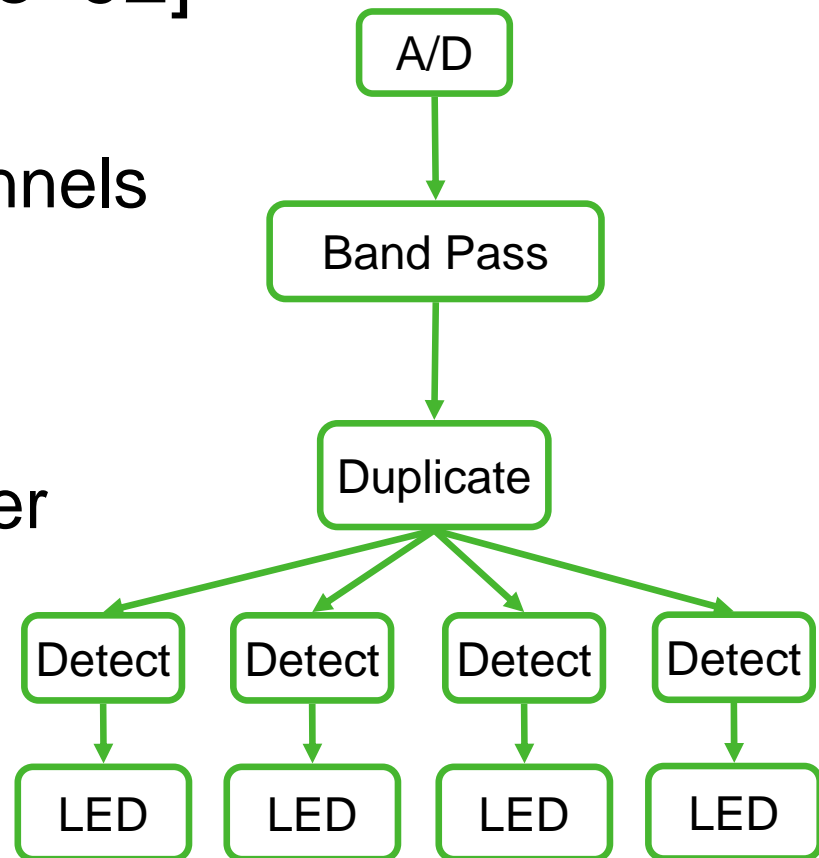 A/D
nnels
Band Pass
Duplicate
er
Detect Detect Detect Detect
LED LED LED LED